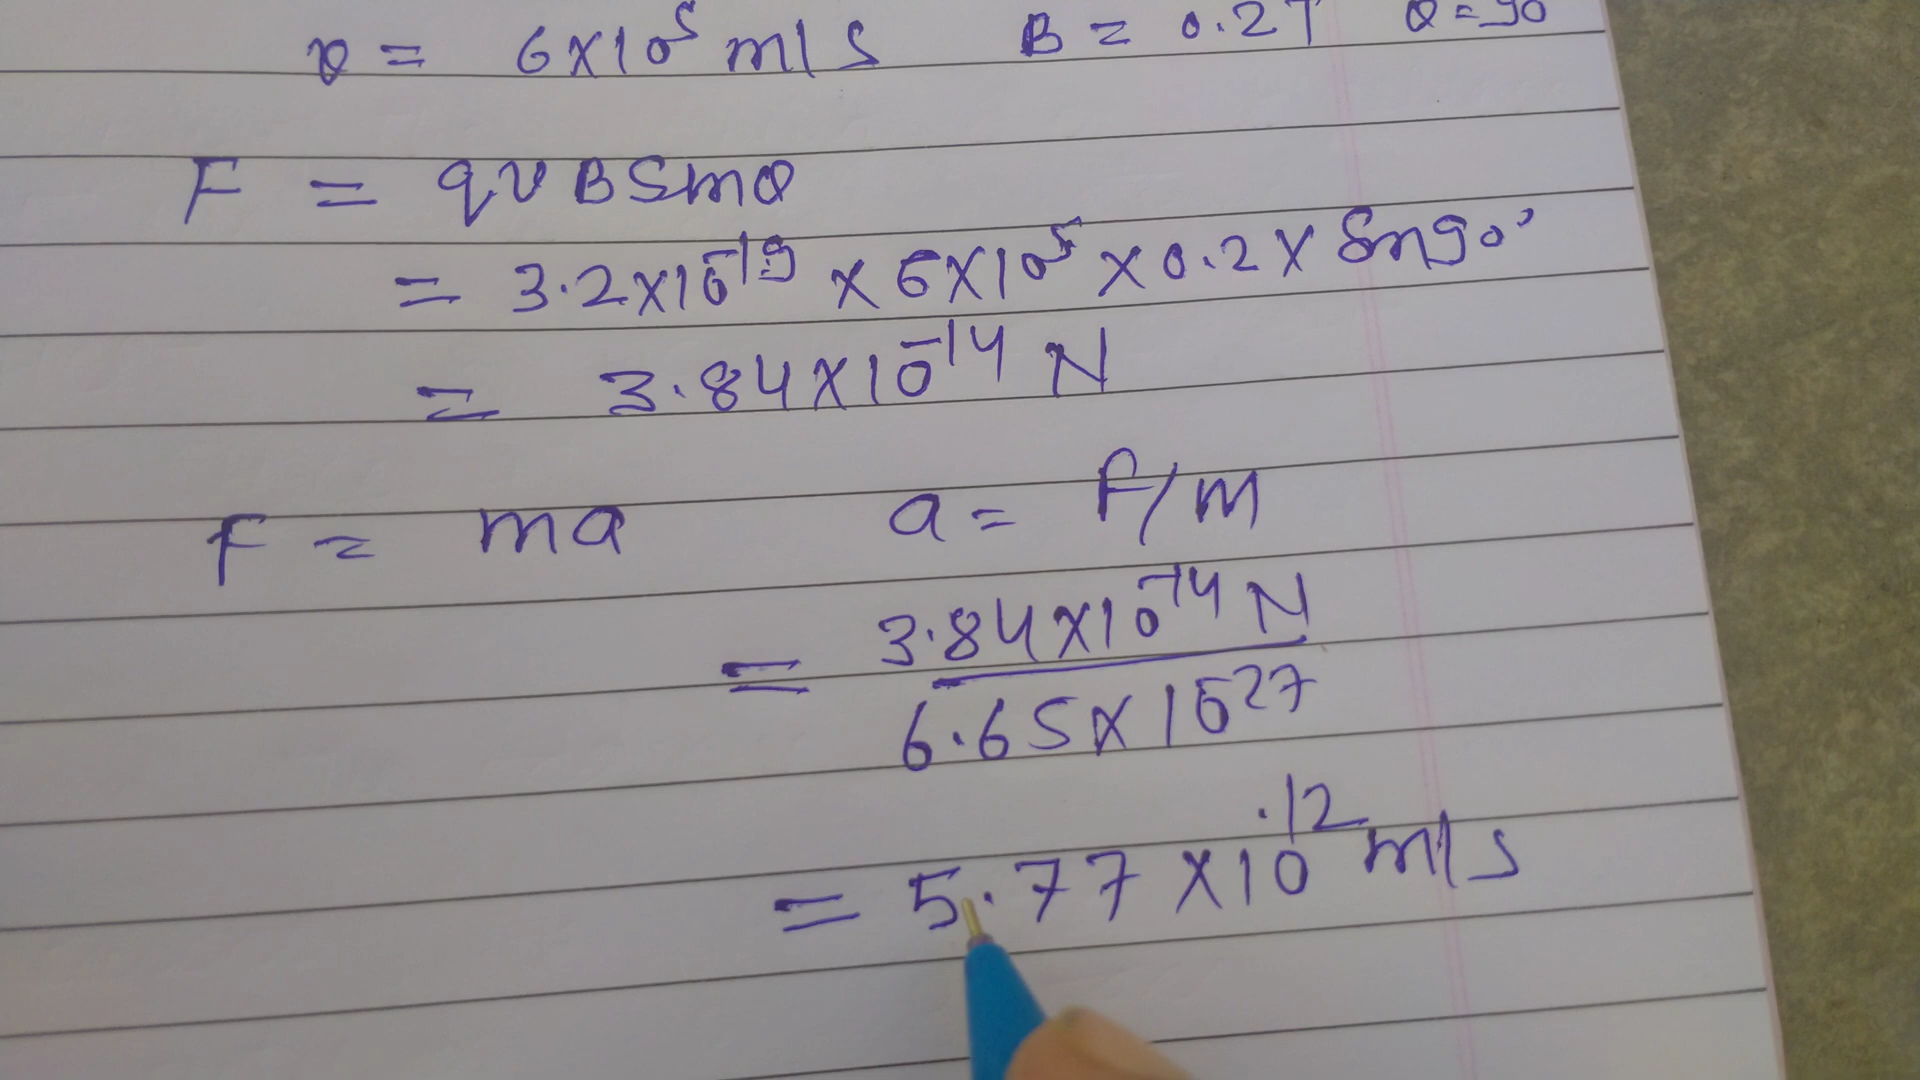 v = 6×10⁵ m/s B = 0.2T θ=90
F = qvBSinθ
= 3.2×10⁻¹⁹ × 6×10⁵ × 0.2 × Sin90°
= 3.84×10⁻¹⁴ N
F = ma a = F/m
= 3.84×10⁻¹⁴ N
6.65×10⁻²⁷
= 5.77 ×10¹² m/s